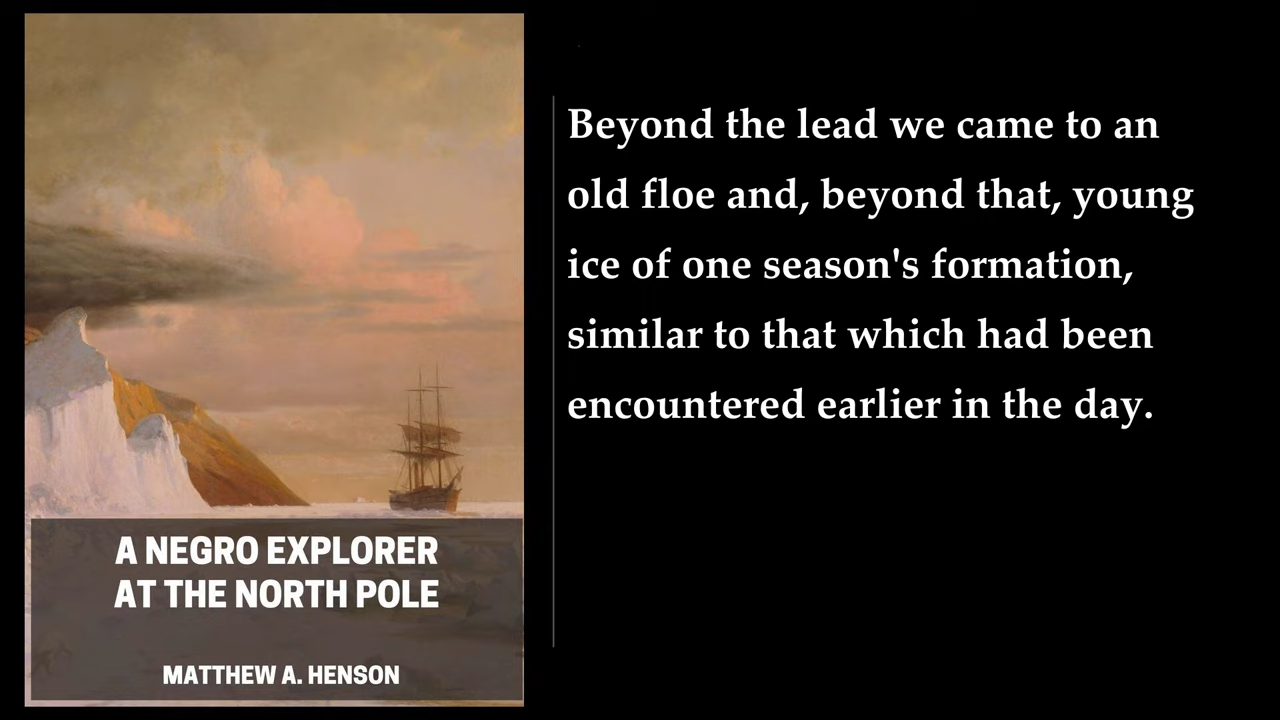 A NEGRO EXPLORER
AT THE NORTH POLE
MATTHEW A. HENSON
Beyond the lead we came to an
old floe and, beyond that, young
ice of one season's formation,
similar to that which had been
encountered earlier in the day.